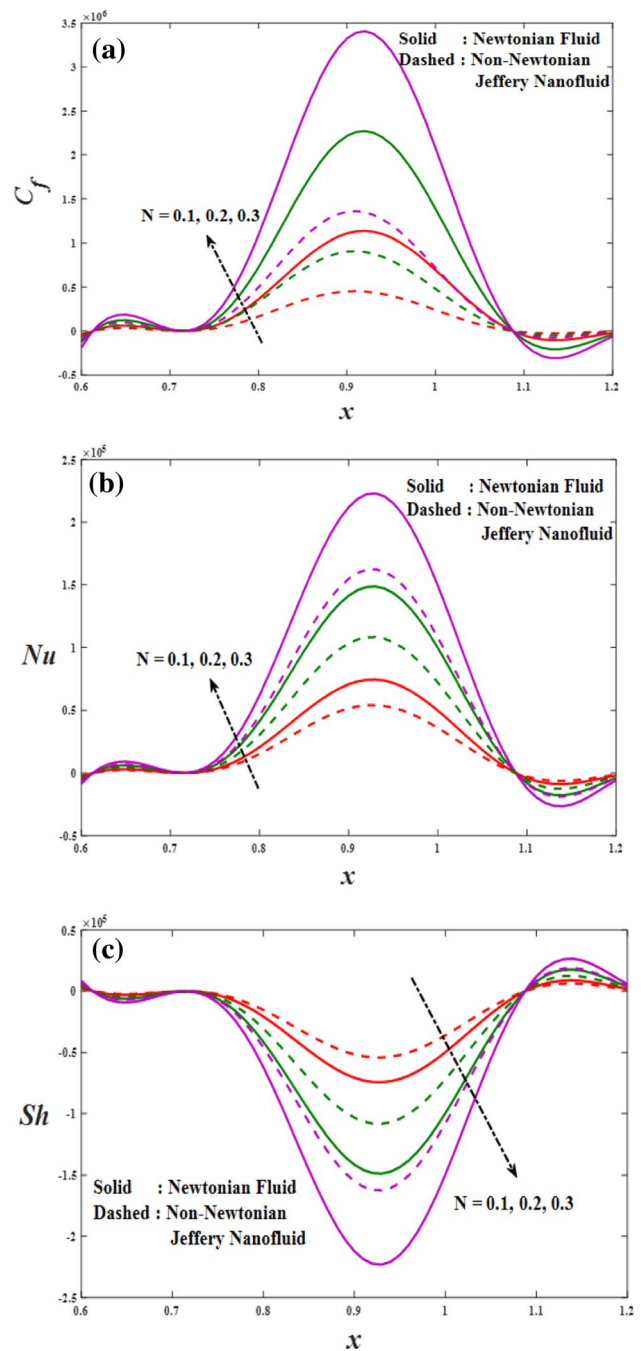 (a)
×10⁶
Solid : Newtonian Fluid
Dashed : Non-Newtonian
Jeffery Nanofluid
3.5
3
2.5
2
1.5
1
0.5
0
-0.5
C_f
N = 0.1, 0.2, 0.3
0.6 0.7 0.8 0.9 1 1.1 1.2
x
(b)
×10⁵
Solid : Newtonian Fluid
Dashed : Non-Newtonian
Jeffery Nanofluid
2.5
2
1.5
1
0.5
0
-0.5
Nu
N = 0.1, 0.2, 0.3
0.6 0.7 0.8 0.9 1 1.1 1.2
x
(c)
×10⁵
0.5
0
-0.5
-1
-1.5
-2
-2.5
Sh
Solid : Newtonian Fluid
Dashed : Non-Newtonian
Jeffery Nanofluid
N = 0.1, 0.2, 0.3
0.6 0.7 0.8 0.9 1 1.1 1.2
x